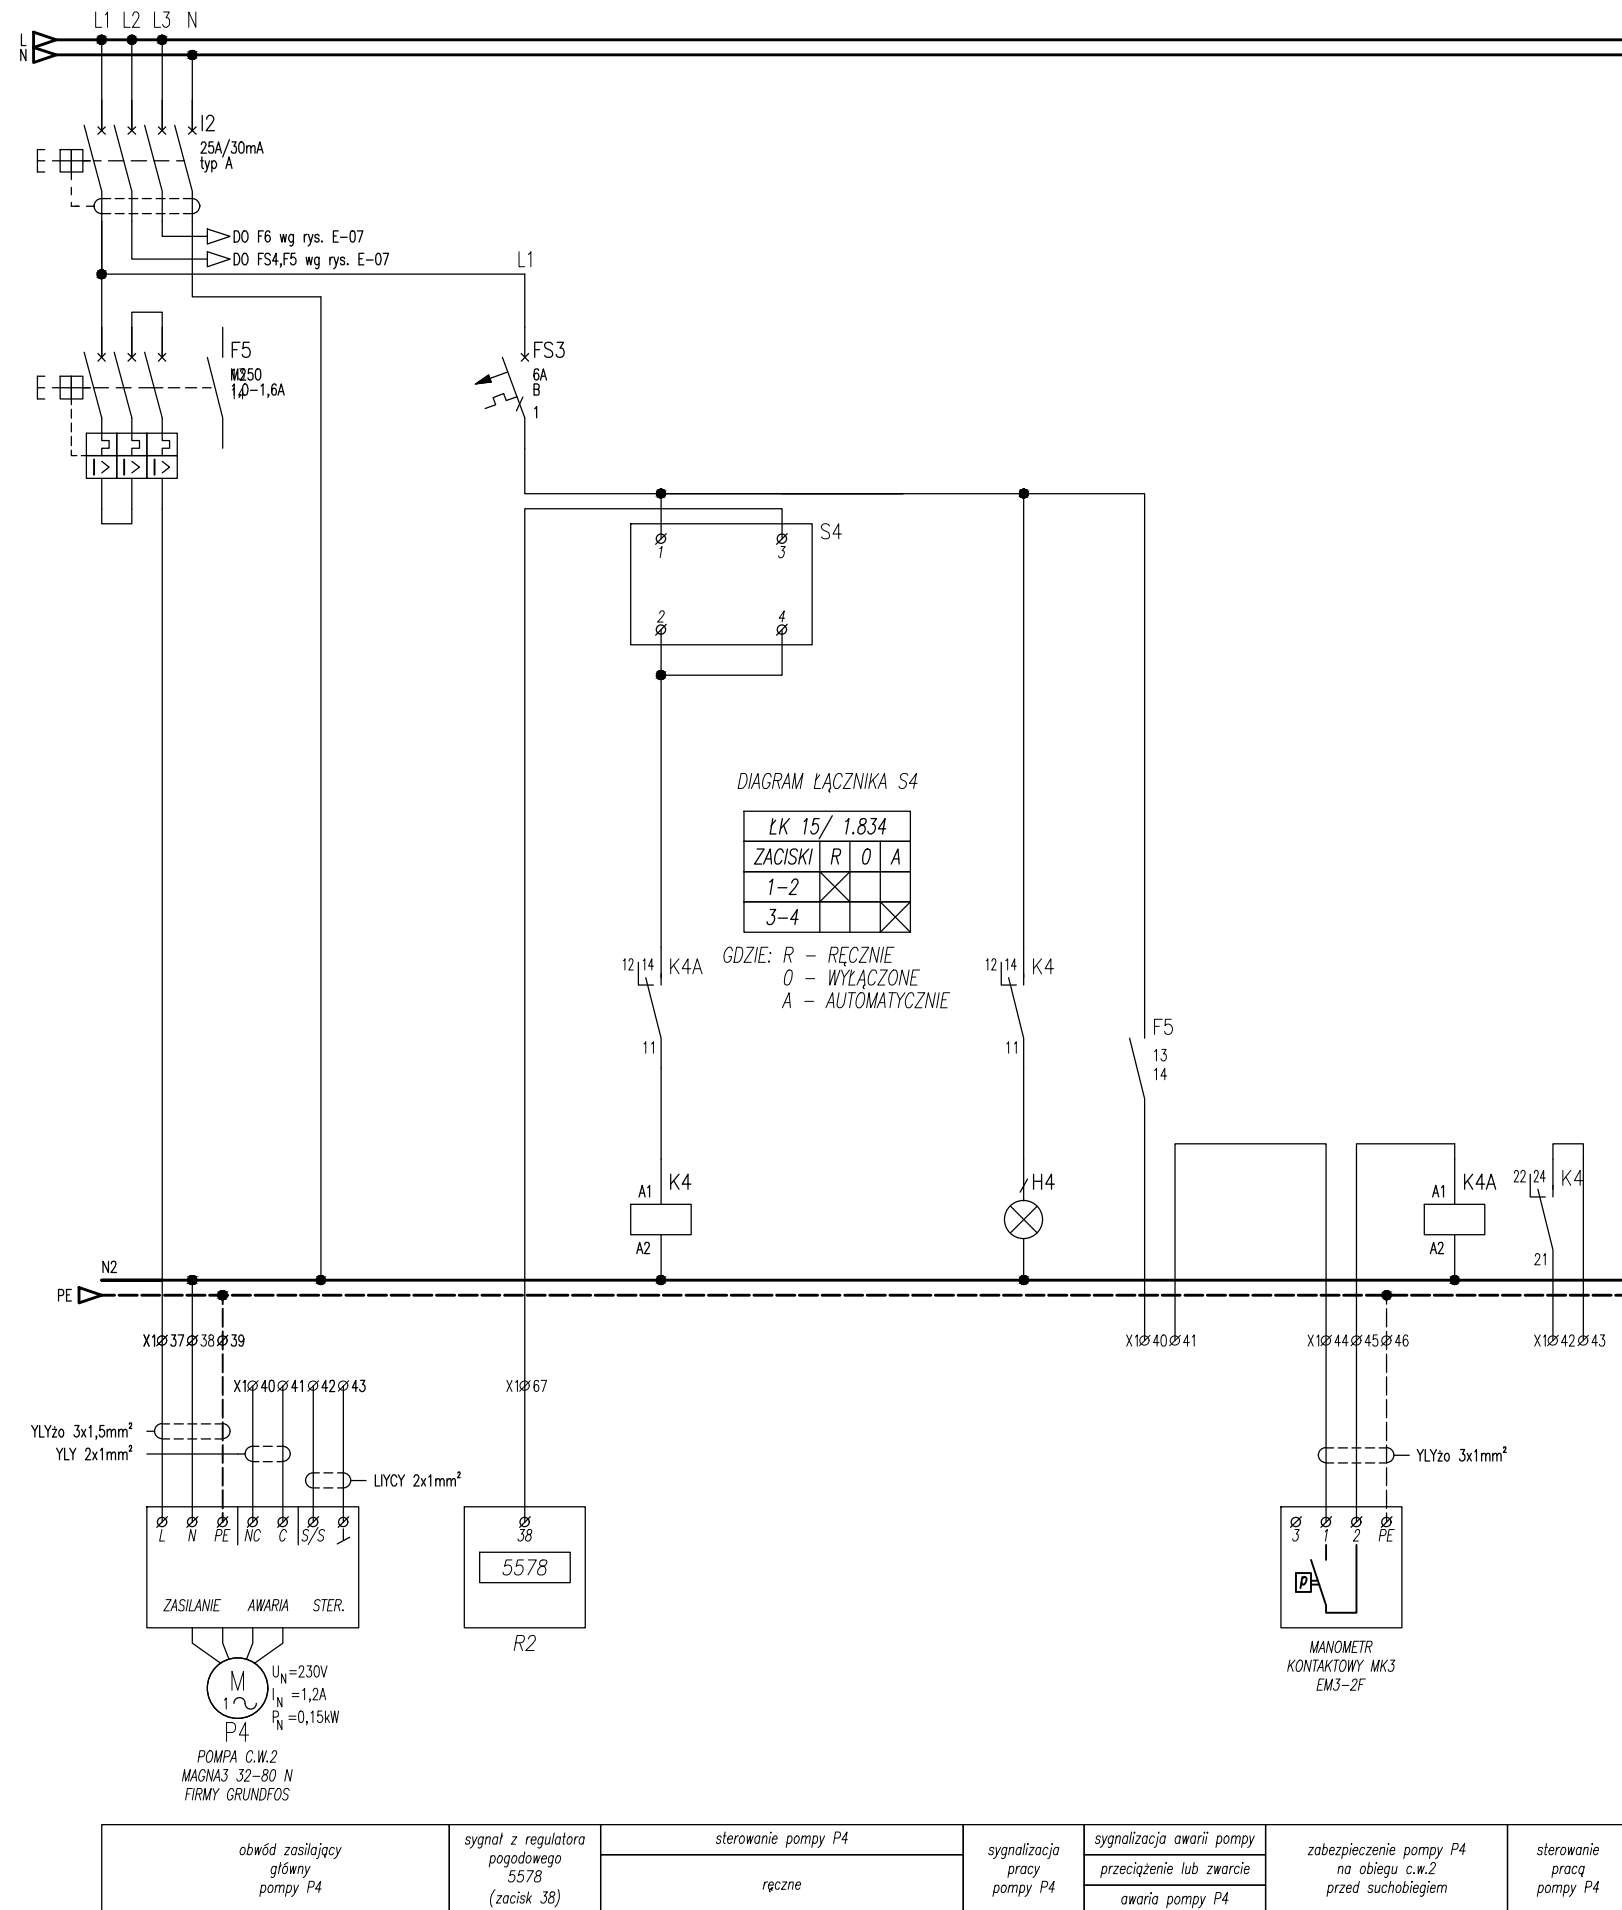 L1 L2 L3 N
L
N
I2
25A/30mA
typ A
E
DO F6 wg rys. E-07
DO FS4,F5 wg rys. E-07
L1
F5
M250
1,0-1,6A
E
I> I> I>
FS3
6A
B
1
S4
1 3
2 4
DIAGRAM ŁĄCZNIKA S4
ŁK 15/ 1.834
ZACISKI R 0 A
1-2
3-4
GDZIE: R - RĘCZNIE
0 - WYŁĄCZONE
A - AUTOMATYCZNIE
12 14 K4A
11
12 14 K4
11
F5
13
14
A1 K4
A2
H4
A1 K4A
A2
22 24 K4
21
N2
PE
X1 37 38 39
X1 40 41
X1 44 45 46
X1 42 43
X1 40 41 42 43
X1 67
YLYżo 3x1,5mm²
YLY 2x1mm²
LIYCY 2x1mm²
YLYżo 3x1mm²
L N PE NC C S/S
ZASILANIE AWARIA STER.
38
5578
R2
3 1 2 PE
P
MANOMETR
KONTAKTOWY MK3
EM3-2F
M
1
UN=230V
IN =1,2A
PN =0,15kW
P4
POMPA C.W.2
MAGNA3 32-80 N
FIRMY GRUNDFOS
obwód zasilający
główny
pompy P4
sygnał z regulatora
pogodowego
5578
(zacisk 38)
sterowanie pompy P4
ręczne
sygnalizacja
pracy
pompy P4
sygnalizacja awarii pompy
przeciążenie lub zwarcie
awaria pompy P4
zabezpieczenie pompy P4
na obiegu c.w.2
przed suchobiegiem
sterowanie
pracą
pompy P4